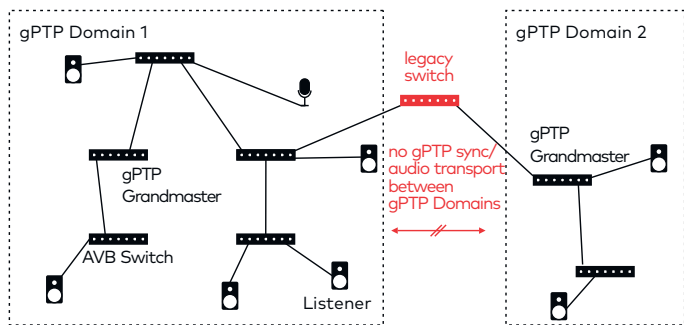 gPTP Domain 1
gPTP Domain 2
legacy
switch
gPTP
Grandmaster
no gPTP sync/
audio transport
between
gPTP Domains
gPTP
Grandmaster
AVB Switch
Listener